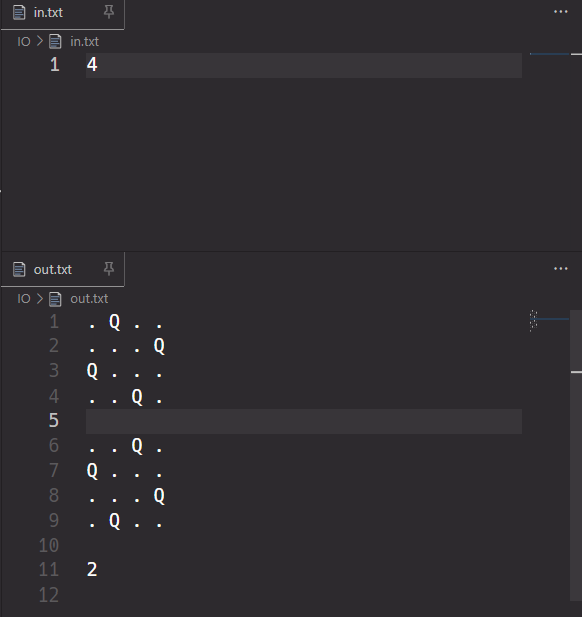 in.txt
IO > in.txt
1 4
out.txt
IO > out.txt
1 . Q . .
2 . . . Q
3 Q . . .
4 . . Q .
5
6 . . Q .
7 Q . . .
8 . . . Q
9 . Q . .
10
11 2
12